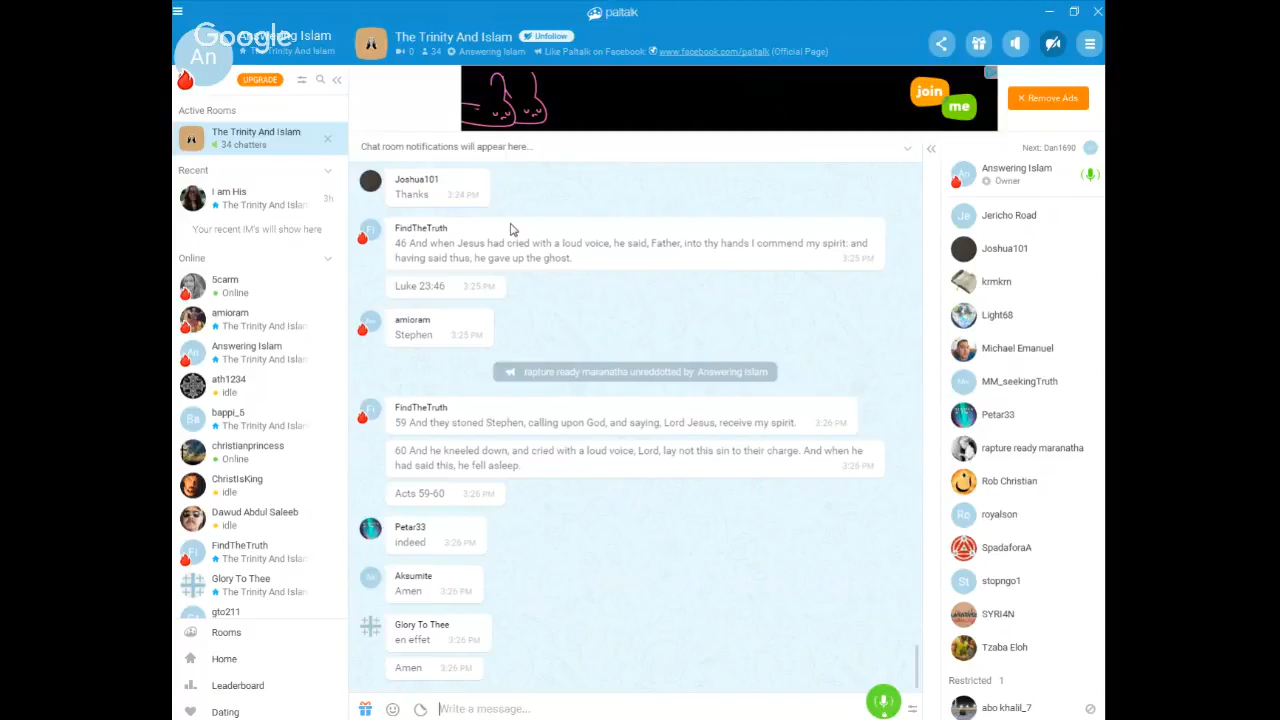 paltalk
Google
An
Answering Islam
The Trinity And Islam
The Trinity And Islam
Unfollow
0 34 Answering Islam Like Paltalk on Facebook: www.facebook.com/paltalk (Official Page)
UPGRADE
join
me
Remove Ads
Active Rooms
The Trinity And Islam
34 chatters
Recent
I am His
3h
The Trinity And Islam
Your recent IM's will show here
Online
5carm
Online
amioram
The Trinity And Islam
Answering Islam
The Trinity And Islam
ath1234
Idle
Ba
bappi_5
The Trinity And Islam
christianprincess
Online
ChristIsKing
Idle
Dawud Abdul Saleeb
Idle
Fi
FindTheTruth
The Trinity And Islam
Glory To Thee
The Trinity And Islam
gto211
Rooms
Home
Leaderboard
Dating
Chat room notifications will appear here...
Joshua101
Thanks 3:24 PM
FindTheTruth
46 And when Jesus had cried with a loud voice, he said, Father, into thy hands I commend my spirit: and
having said thus, he gave up the ghost. 3:25 PM
Luke 23:46 3:25 PM
amioram
Stephen 3:25 PM
rapture ready maranatha unreddotted by Answering Islam
FindTheTruth
59 And they stoned Stephen, calling upon God, and saying, Lord Jesus, receive my spirit. 3:26 PM
60 And he kneeled down, and cried with a loud voice, Lord, lay not this sin to their charge. And when he
had said this, he fell asleep. 3:26 PM
Acts 59-60 3:26 PM
Petar33
indeed 3:26 PM
Aksumite
Amen 3:26 PM
Glory To Thee
en effet 3:26 PM
Amen 3:26 PM
Write a message...
Next: Dan1690
An
Answering Islam
Owner
Je
Jericho Road
Joshua101
krmkrn
Light68
Michael Emanuel
MM_seekingTruth
Petar33
rapture ready maranatha
Rob Christian
Ro
royalson
SpadaforaA
St
stopngo1
SYRI4N
Tzaba Eloh
Restricted 1
abo khalil_7